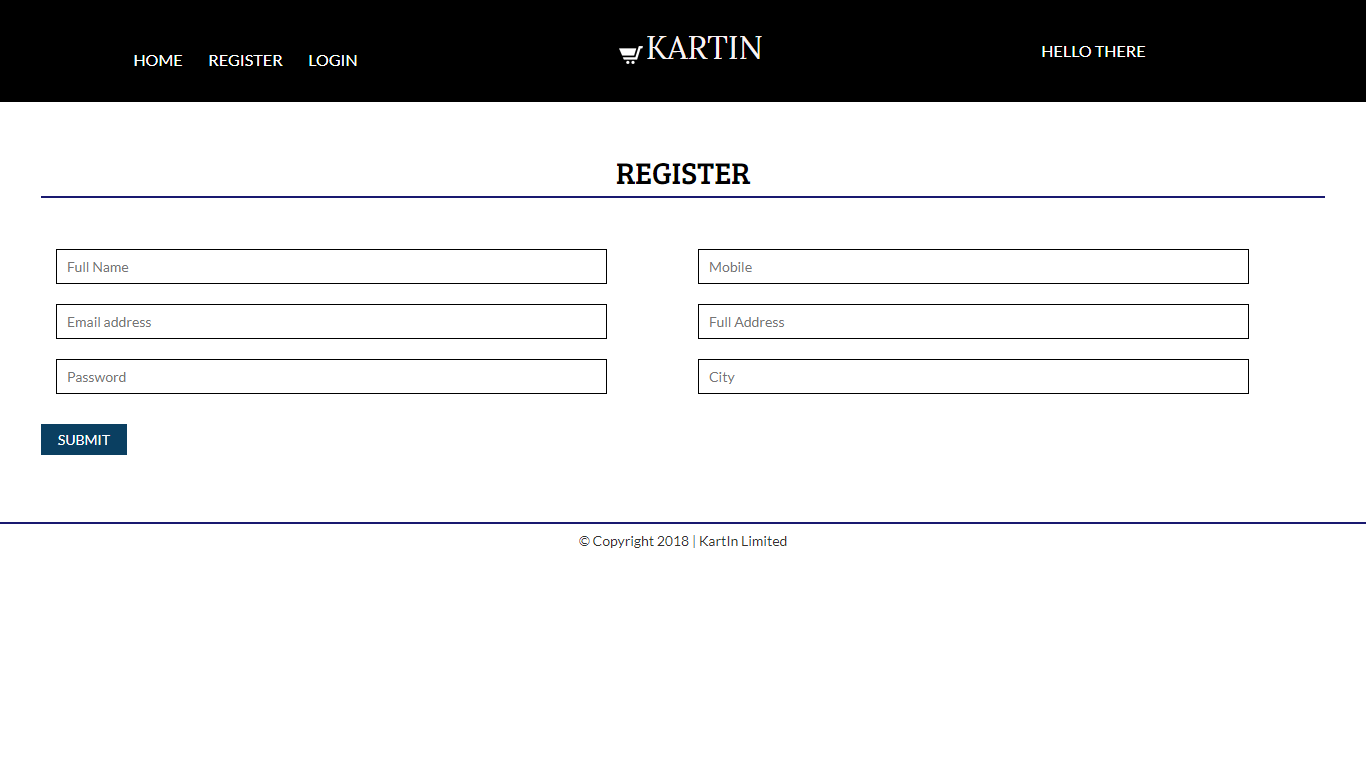 HOME REGISTER LOGIN
KARTIN
HELLO THERE
REGISTER
Full Name
Mobile
Email address
Full Address
Password
City
SUBMIT
© Copyright 2018 | KartIn Limited